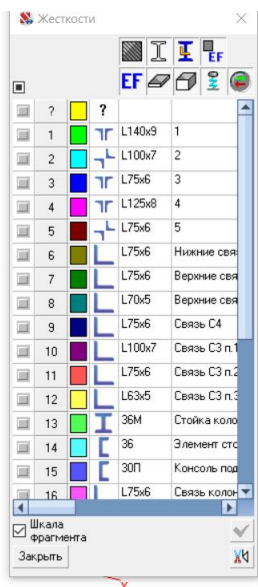 Жесткости
EF
EF
? ?
1 L140x9 1
2 L100x7 2
3 L75x6 3
4 L125x8 4
5 L75x6 5
6 L75x6 Нижние свя
7 L75x6 Верхние свя
8 L70x5 Верхние свя
9 L75x6 Связь С4
10 L100x7 Связь С3 п.1
11 L75x6 Связь С3 п.2
12 L63x5 Связь С3 п.3
13 36М Стойка коло
14 36 Элемент стс
15 30П Консоль под
16 L75x6 Связь колон
Шкала
фрагмента
Закрыть
X